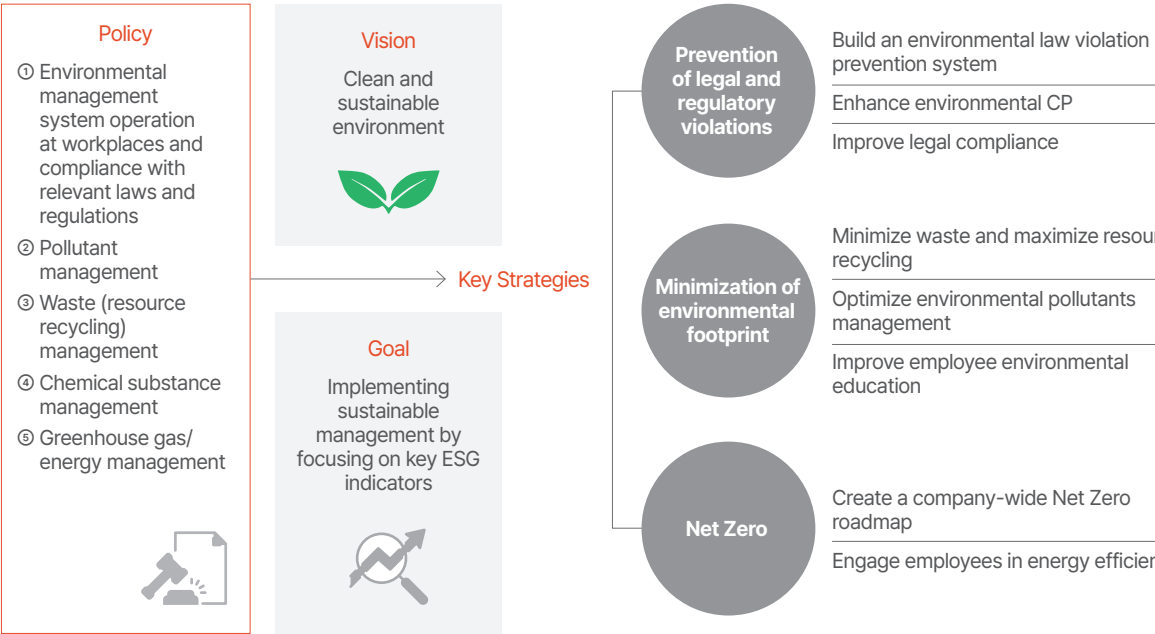 Policy
① Environmental
management
system operation
at workplaces and
compliance with
relevant laws and
regulations
② Pollutant
management
③ Waste (resource
recycling)
management
④ Chemical substance
management
⑤ Greenhouse gas/
energy management
Vision
Clean and
sustainable
environment
Goal
Implementing
sustainable
management by
focusing on key ESG
indicators
Key Strategies
Prevention
of legal and
regulatory
violations
Build an environmental law violation
prevention system
Enhance environmental CP
Improve legal compliance
Minimization of
environmental
footprint
Minimize waste and maximize
recycling
Optimize environmental pollutants
management
Improve employee environmental
education
Net Zero
Create a company-wide Net Zero
roadmap
Engage employees in energy